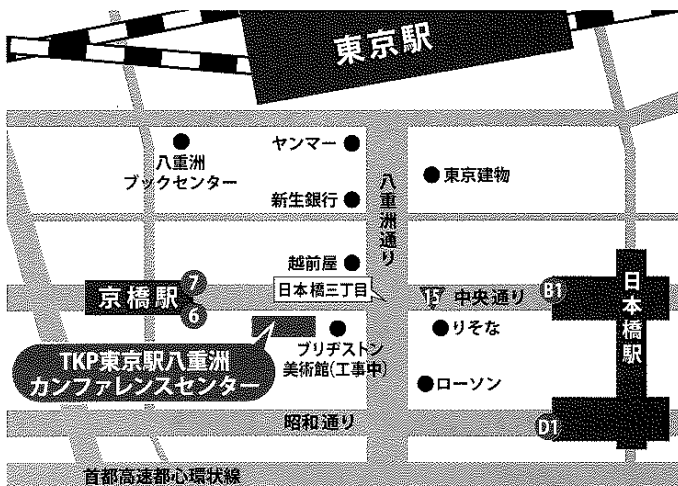 東京駅
ヤンマー
八重洲
ブックセンター
東京建物
新生銀行
八重洲通り
越前屋
日本橋三丁目
7
京橋駅
6
15
中央通り
B1
日本橋駅
ブリヂストン
美術館(工事中)
りそな
TKP東京駅八重洲
カンファレンスセンター
ローソン
昭和通り
D1
首都高速都心環状線